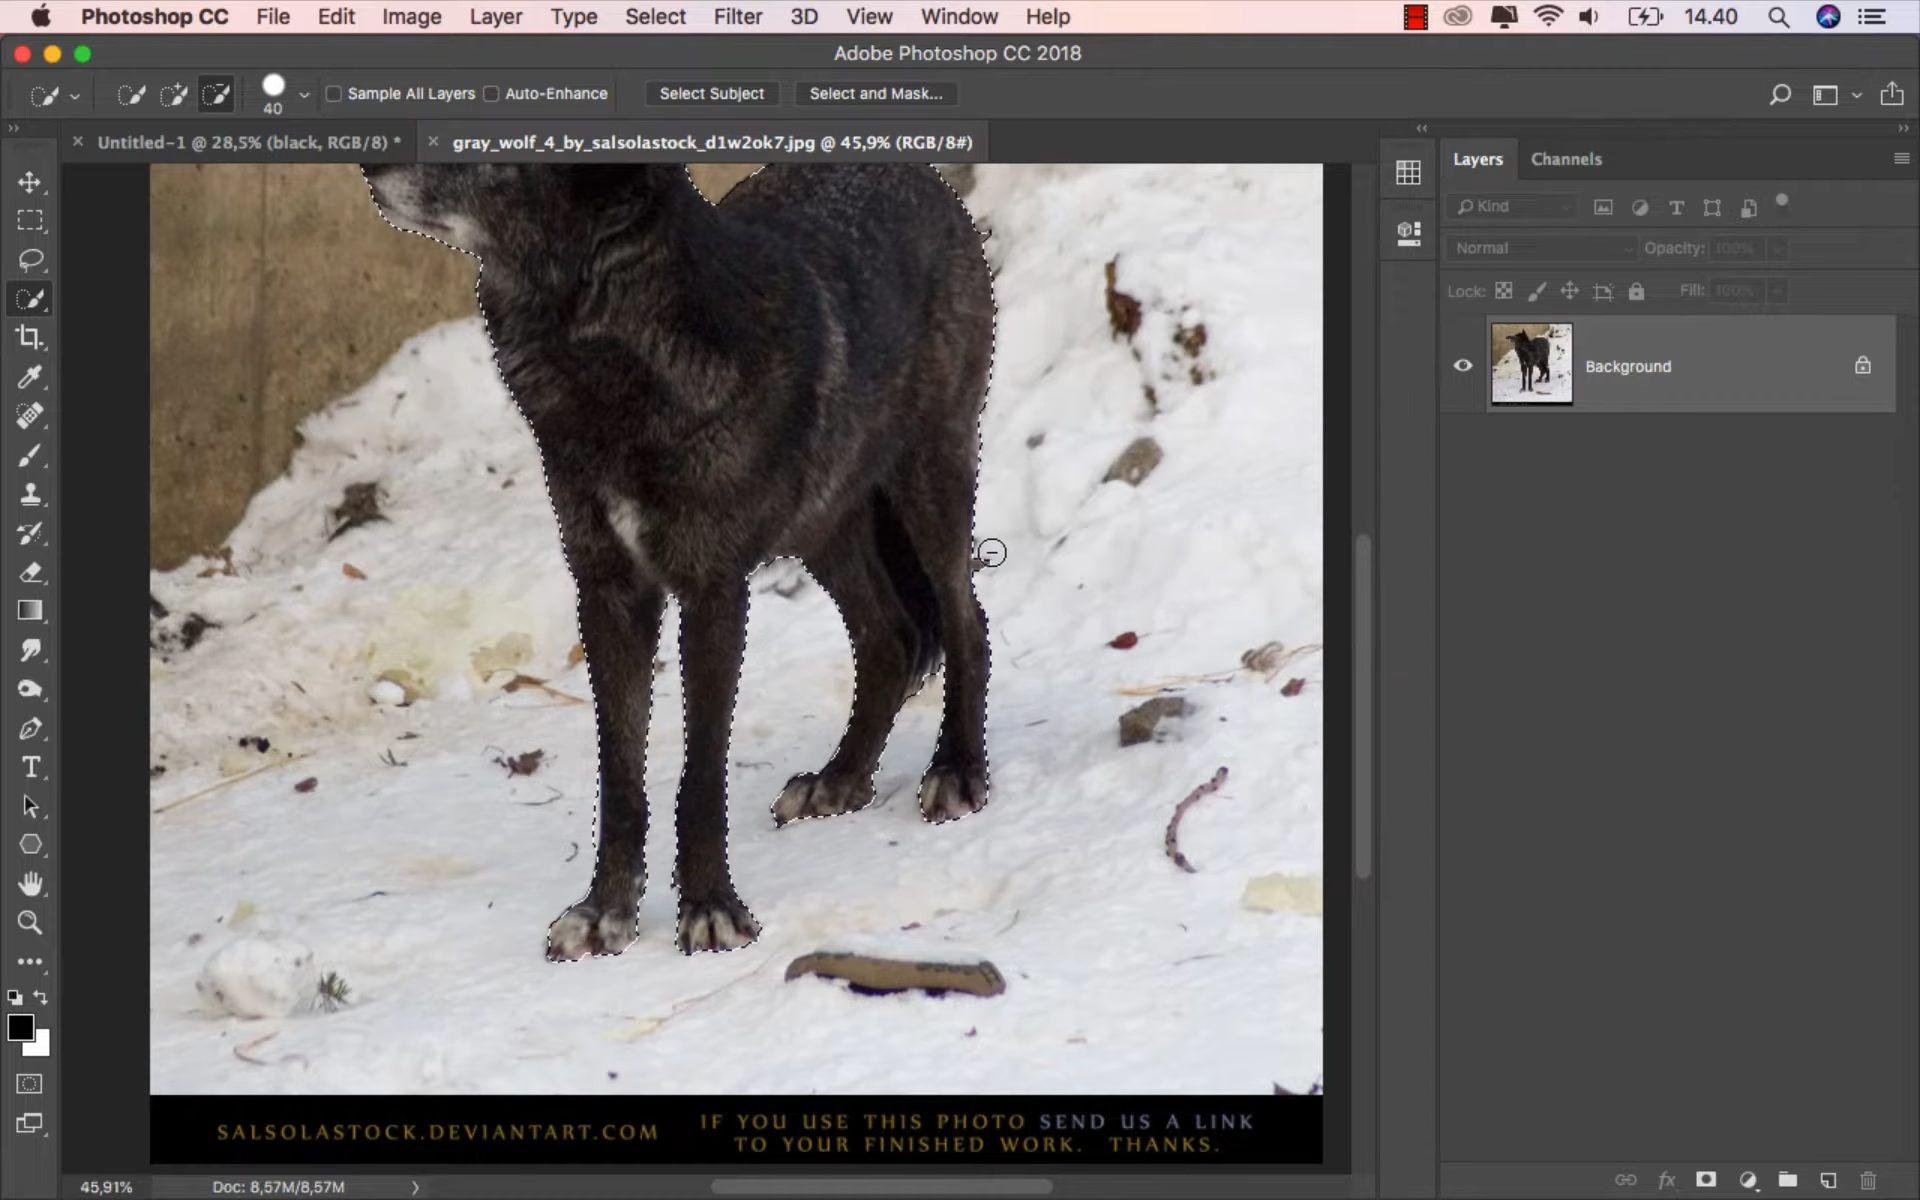 Photoshop CC File Edit Image Layer Type Select Filter 3D View Window Help 14.40
Adobe Photoshop CC 2018
40 Sample All Layers Auto-Enhance Select Subject Select and Mask...
Untitled-1 @ 28,5% (black, RGB/8) * gray_wolf_4_by_salsolastock_d1w2ok7.jpg @ 45,9% (RGB/8#)
Layers Channels
Kind
Normal Opacity: 100%
Lock: Fill: 100%
Background
SALSOLASTOCK.DEVIANTART.COM
IF YOU USE THIS PHOTO SEND US A LINK
TO YOUR FINISHED WORK. THANKS.
45,91% Doc: 8,57M/8,57M